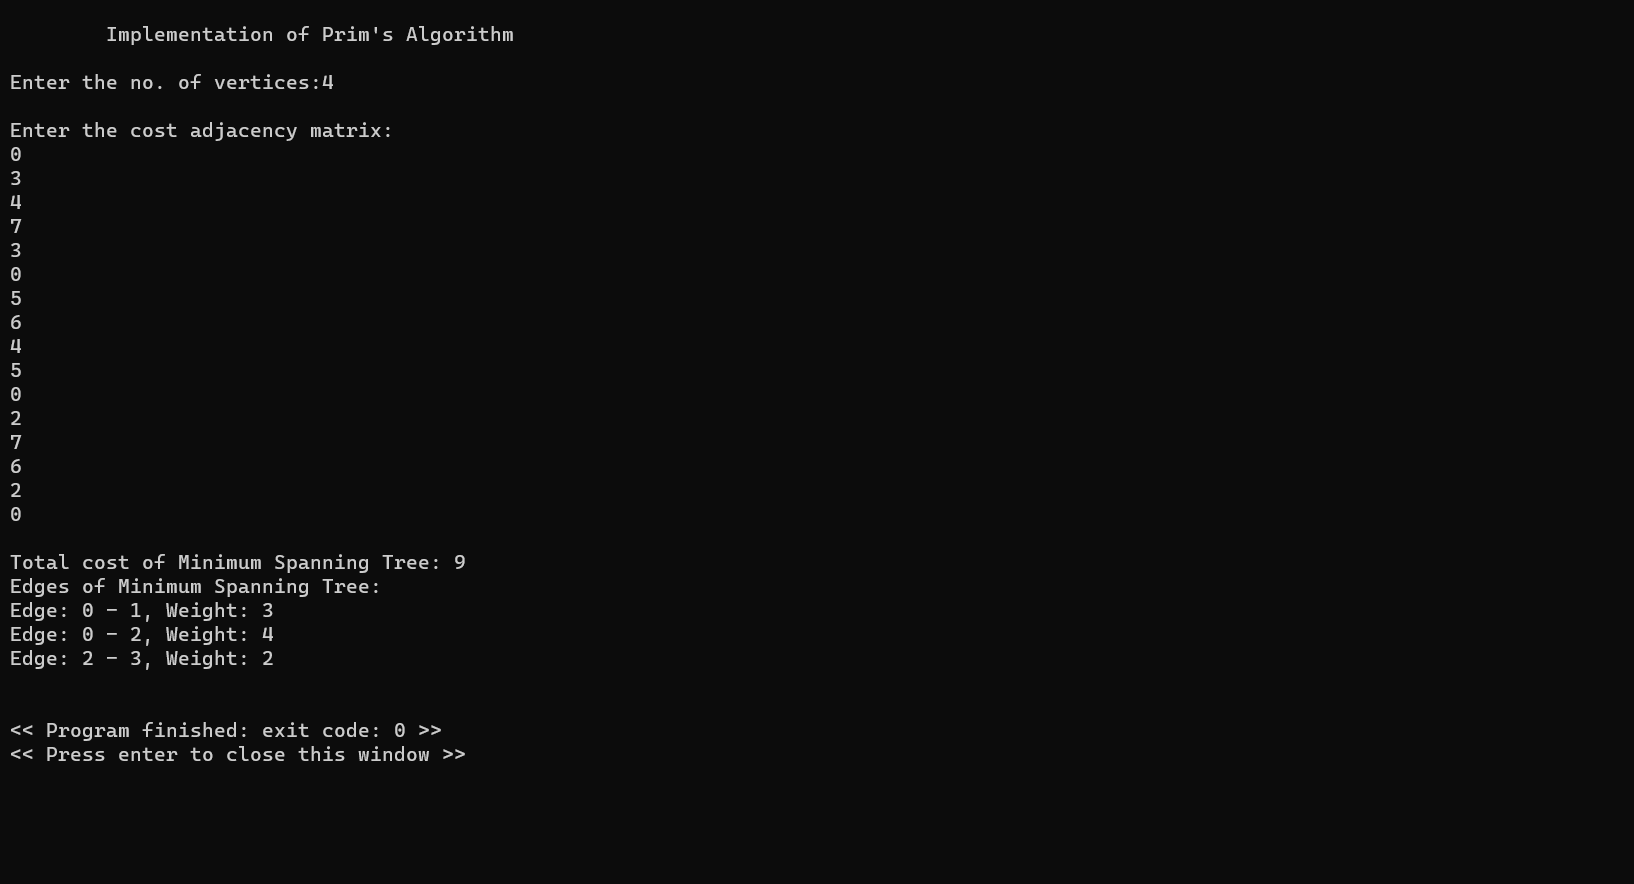 Implementation of Prim's Algorithm
Enter the no. of vertices:4
Enter the cost adjacency matrix:
0
3
4
7
3
0
5
6
4
5
0
2
7
6
2
0
Total cost of Minimum Spanning Tree: 9
Edges of Minimum Spanning Tree:
Edge: 0 - 1, Weight: 3
Edge: 0 - 2, Weight: 4
Edge: 2 - 3, Weight: 2
<< Program finished: exit code: 0 >>
<< Press enter to close this window >>